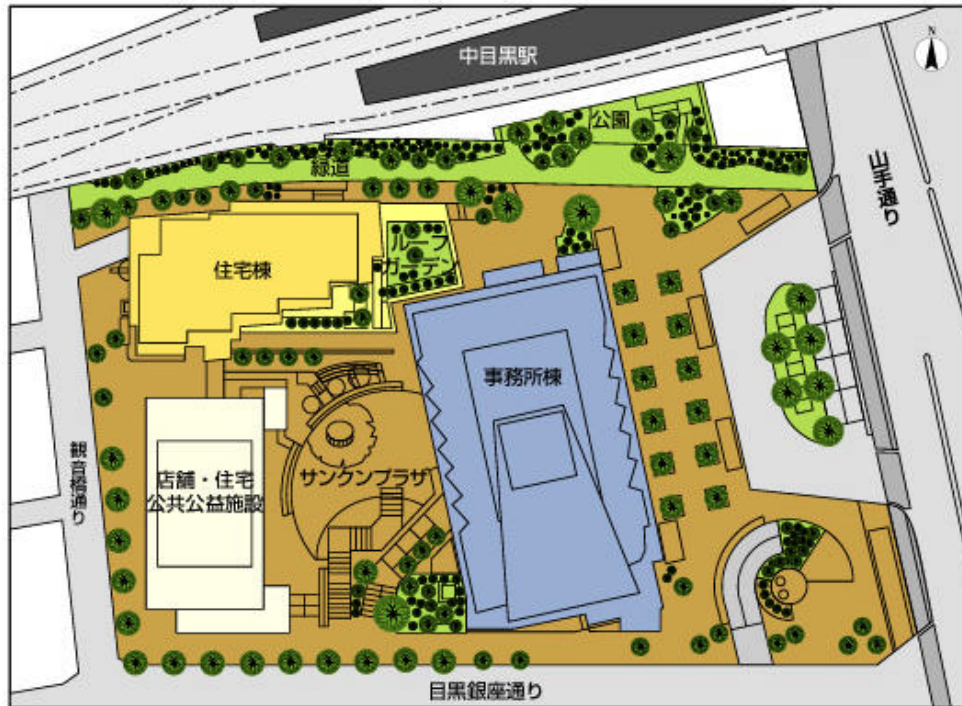 中目黒駅
N
公園
緑道
山手通り
ルーフ
ガーデン
住宅棟
事務所棟
観音橋通り
店舗・住宅
公共公益施設
サンクンプラザ
目黒銀座通り